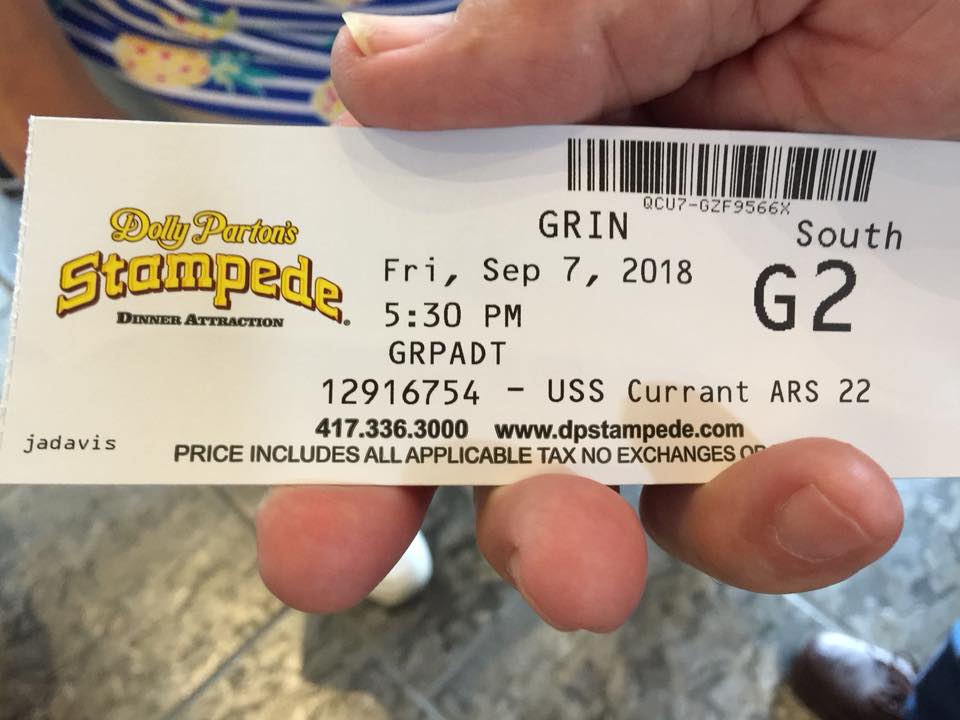 QCU7-GZF9566X
GRIN
South
Dolly Parton's
Stampede
DINNER ATTRACTION
Fri, Sep 7, 2018
G2
5:30 PM
GRPADT
12916754 - USS Currant ARS 22
417.336.3000 www.dpstampede.com
jadavis
PRICE INCLUDES ALL APPLICABLE TAX NO EXCHANGES